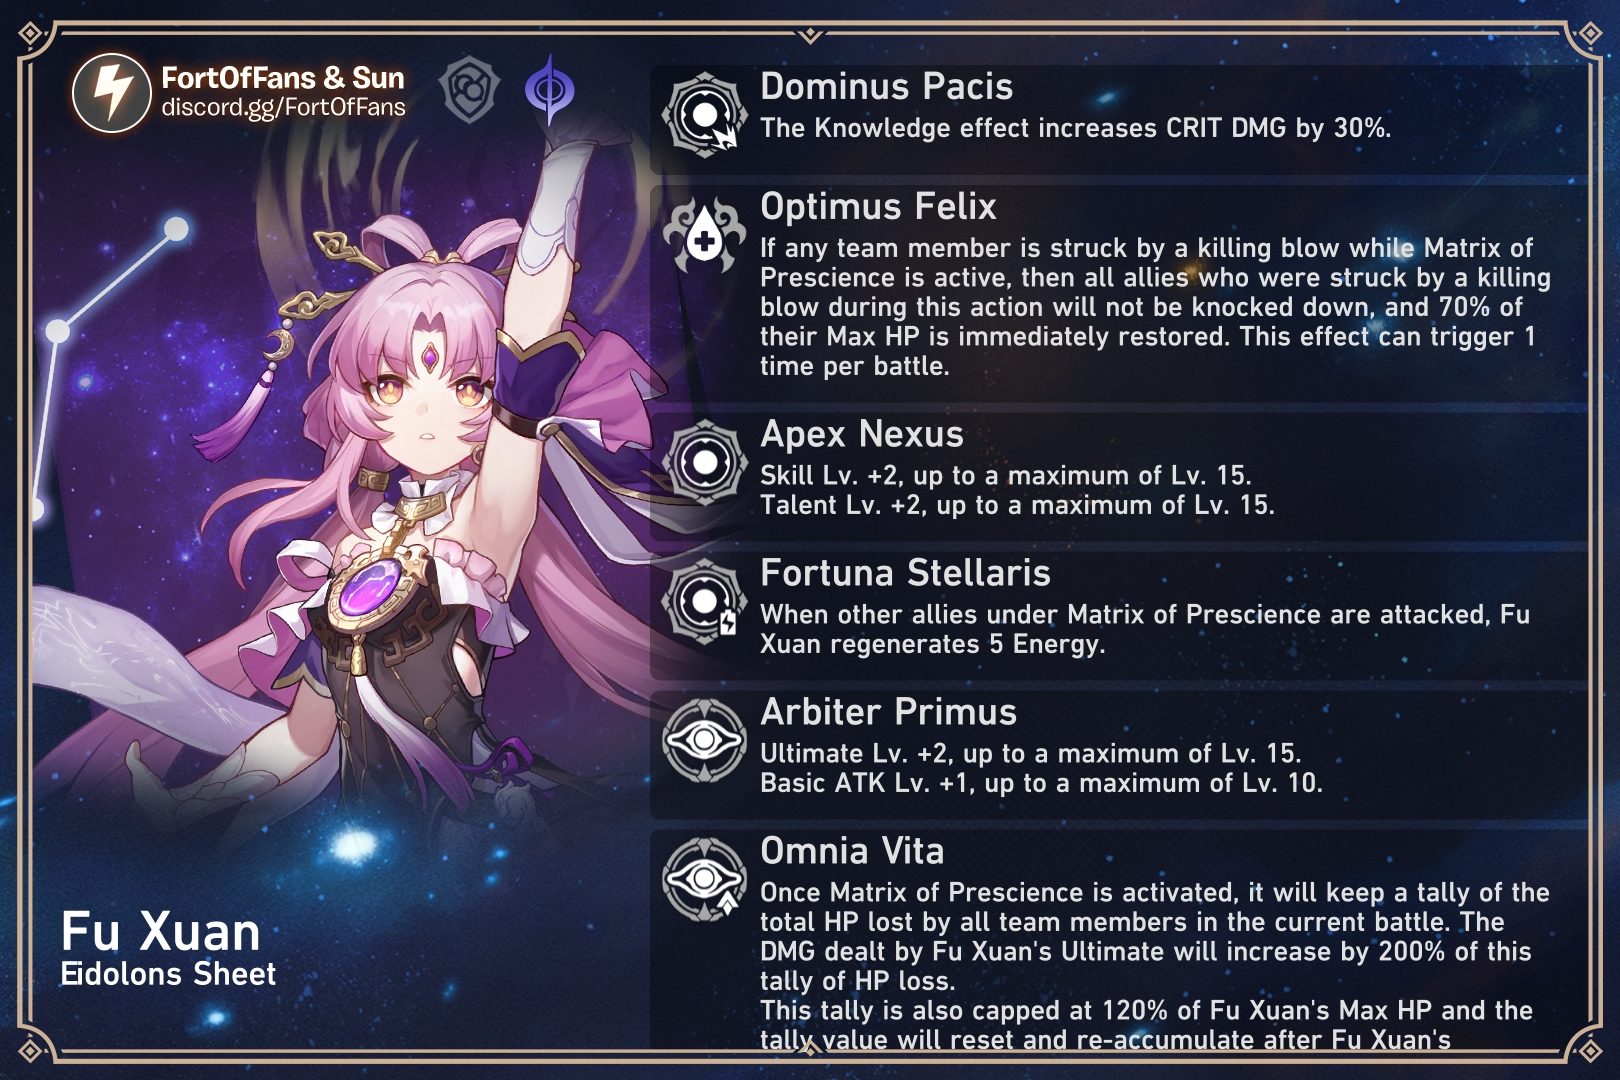 FortOfFans & Sun
discord.gg/FortOfFans
Dominus Pacis
The Knowledge effect increases CRIT DMG by 30%.
Optimus Felix
If any team member is struck by a killing blow while Matrix of
Prescience is active, then all allies who were struck by a killing
blow during this action will not be knocked down, and 70% of
their Max HP is immediately restored. This effect can trigger 1
time per battle.
Apex Nexus
Skill Lv. +2, up to a maximum of Lv. 15.
Talent Lv. +2, up to a maximum of Lv. 15.
Fortuna Stellaris
When other allies under Matrix of Prescience are attacked, Fu
Xuan regenerates 5 Energy.
Arbiter Primus
Ultimate Lv. +2, up to a maximum of Lv. 15.
Basic ATK Lv. +1, up to a maximum of Lv. 10.
Omnia Vita
Once Matrix of Prescience is activated, it will keep a tally of the
total HP lost by all team members in the current battle. The
DMG dealt by Fu Xuan's Ultimate will increase by 200% of this
tally of HP loss.
This tally is also capped at 120% of Fu Xuan's Max HP and the
tally value will reset and re-accumulate after Fu Xuan's
Fu Xuan
Eidolons Sheet